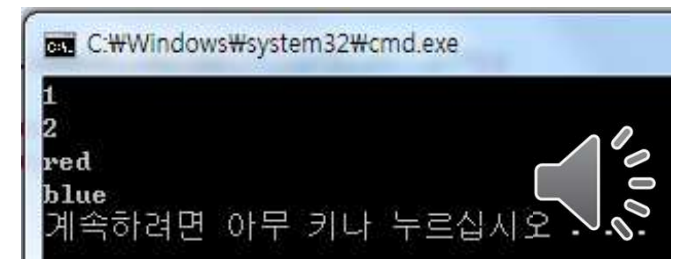 C:₩Windows₩system32₩cmd.exe
1
2
red
blue
계속하려면 아무 키나 누르십시오 . . .